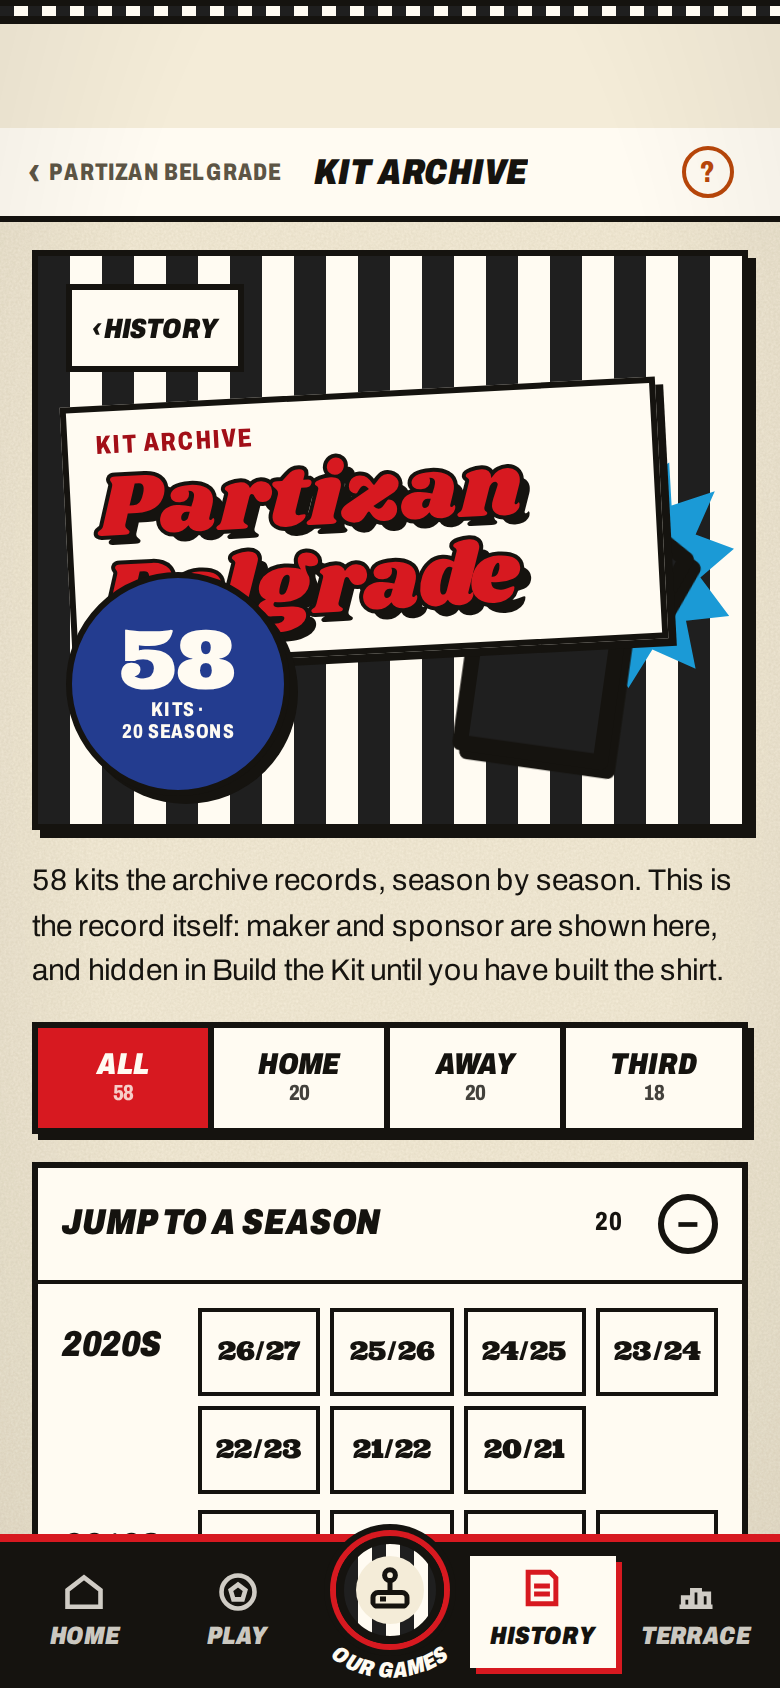 ‹ PARTIZAN BELGRADE
KIT ARCHIVE
?
‹HISTORY
KIT ARCHIVE
Partizan
Belgrade
58
KITS ·
20 SEASONS
58 kits the archive records, season by season. This is
the record itself: maker and sponsor are shown here,
and hidden in Build the Kit until you have built the shirt.
ALL
58
HOME
20
AWAY
20
THIRD
18
JUMP TO A SEASON
20
2020S
26/27
25/26
24/25
23/24
22/23
21/22
20/21
HOME
PLAY
OUR GAMES
HISTORY
TERRACE